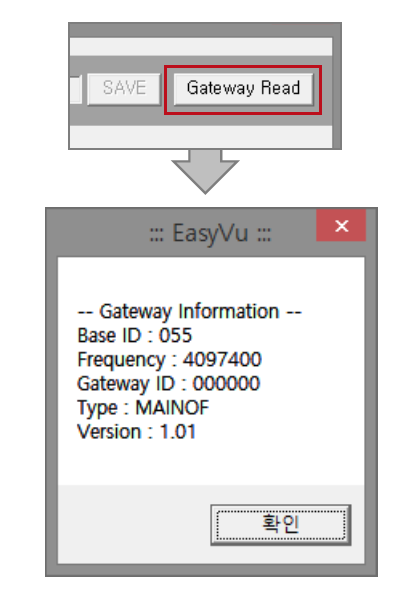 SAVE
Gateway Read
::: EasyVu :::
-- Gateway Information --
Base ID : 055
Frequency : 4097400
Gateway ID : 000000
Type : MAINOF
Version : 1.01
확인